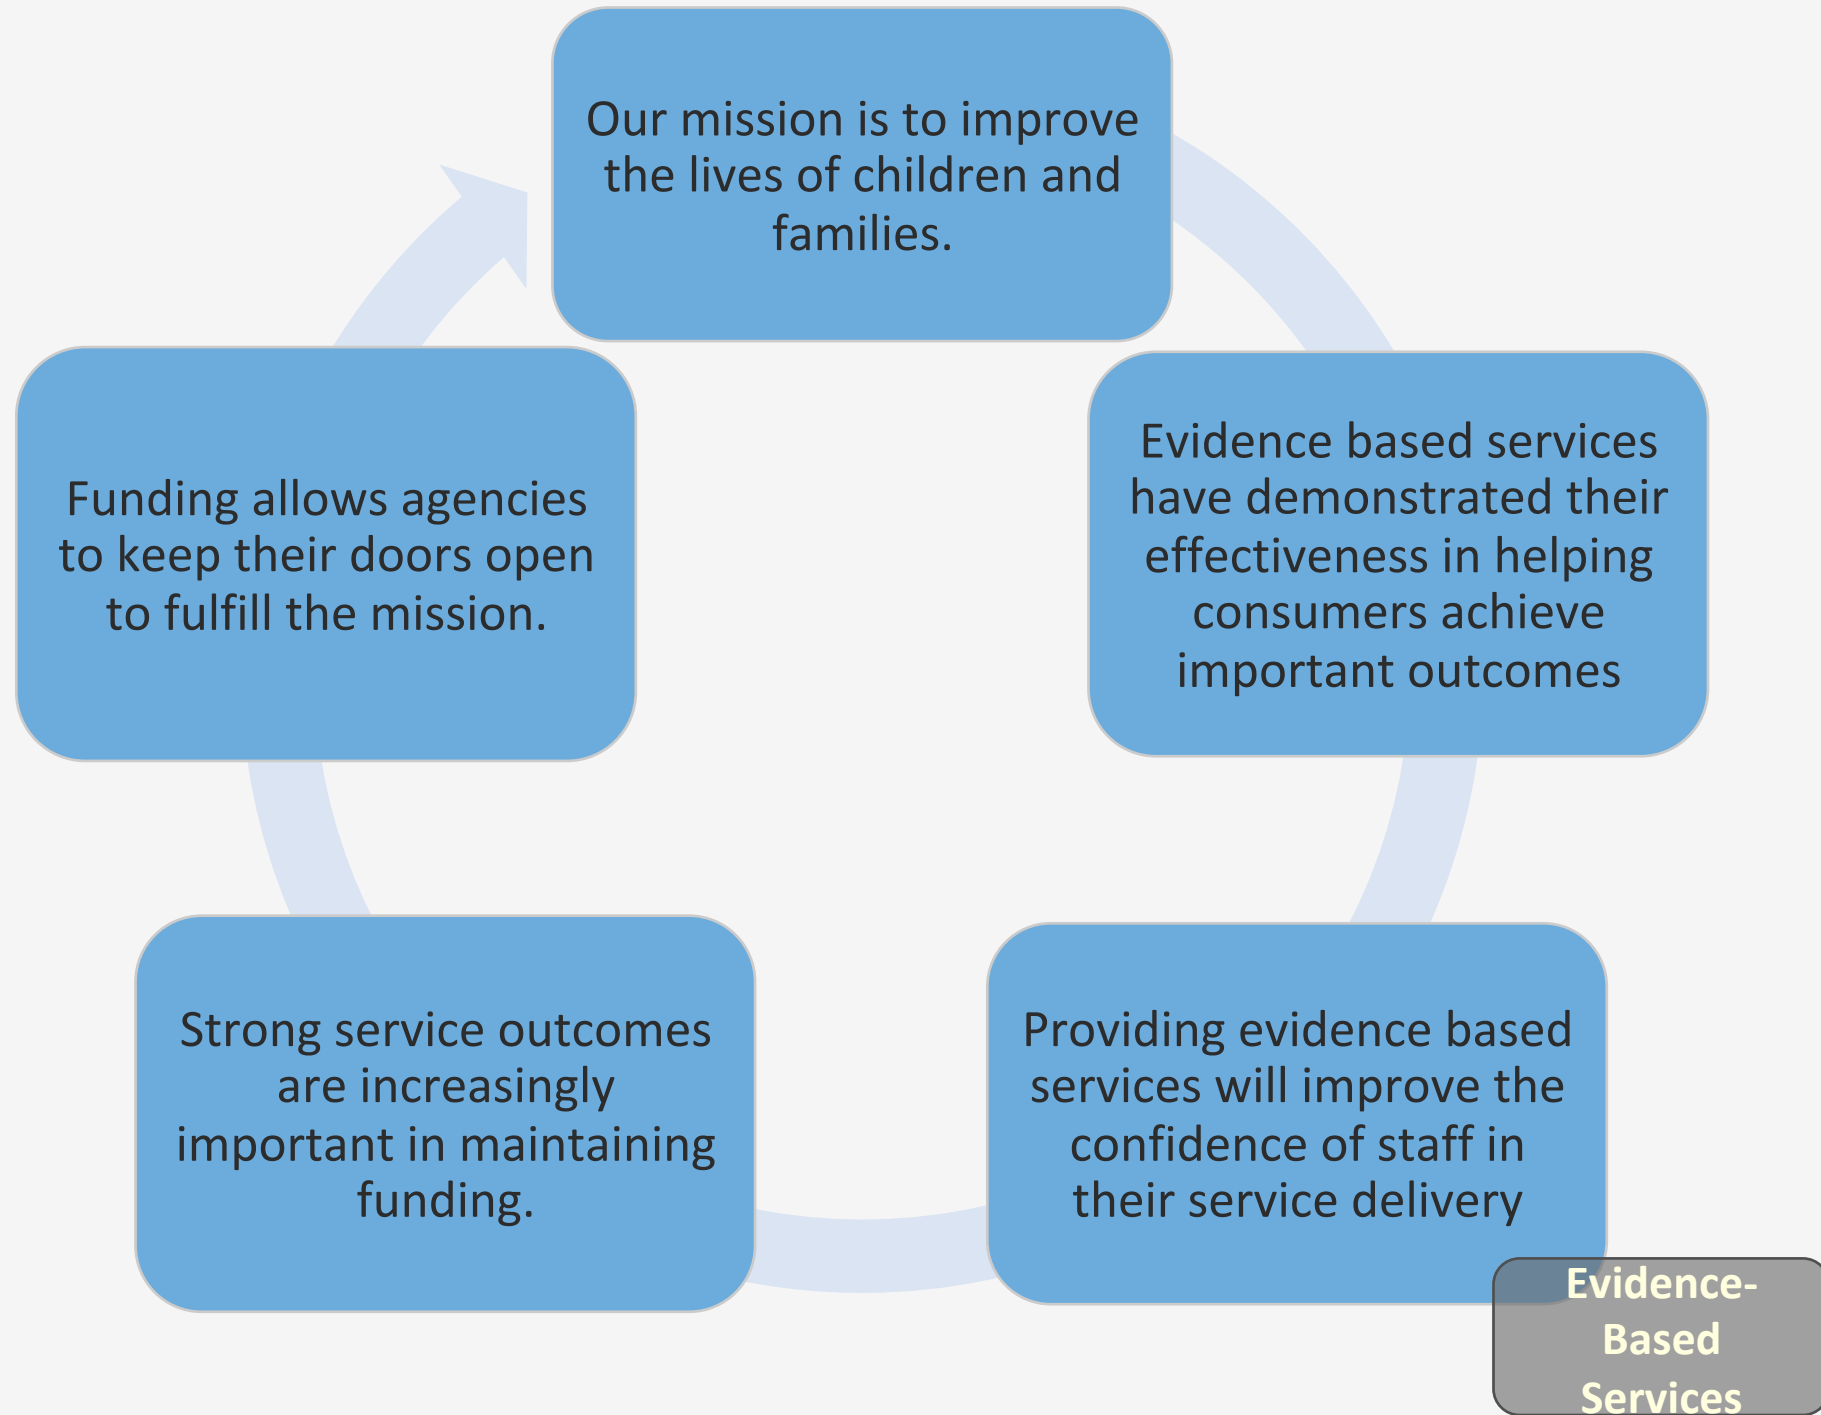 Our mission is to improve
the lives of children and
families.
Evidence based services
have demonstrated their
effectiveness in helping
consumers achieve
important outcomes
Providing evidence based
services will improve the
confidence of staff in
their service delivery
Strong service outcomes
are increasingly
important in maintaining
funding.
Funding allows agencies
to keep their doors open
to fulfill the mission.
Evidence-
Based
Services